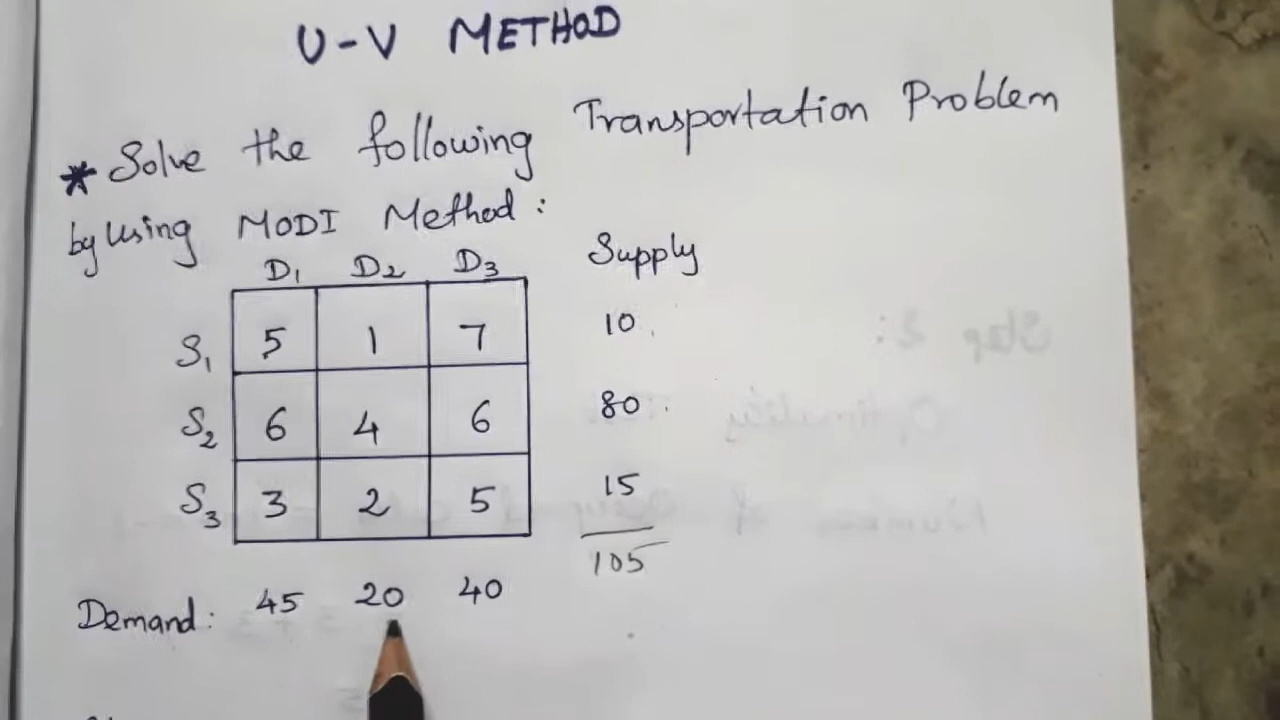 U-V METHOD
* Solve the following Transportation Problem
by using MODI Method:
D1 D2 D3 Supply
S1 5 1 7 10
S2 6 4 6 80
S3 3 2 5 15
105
Demand: 45 20 40